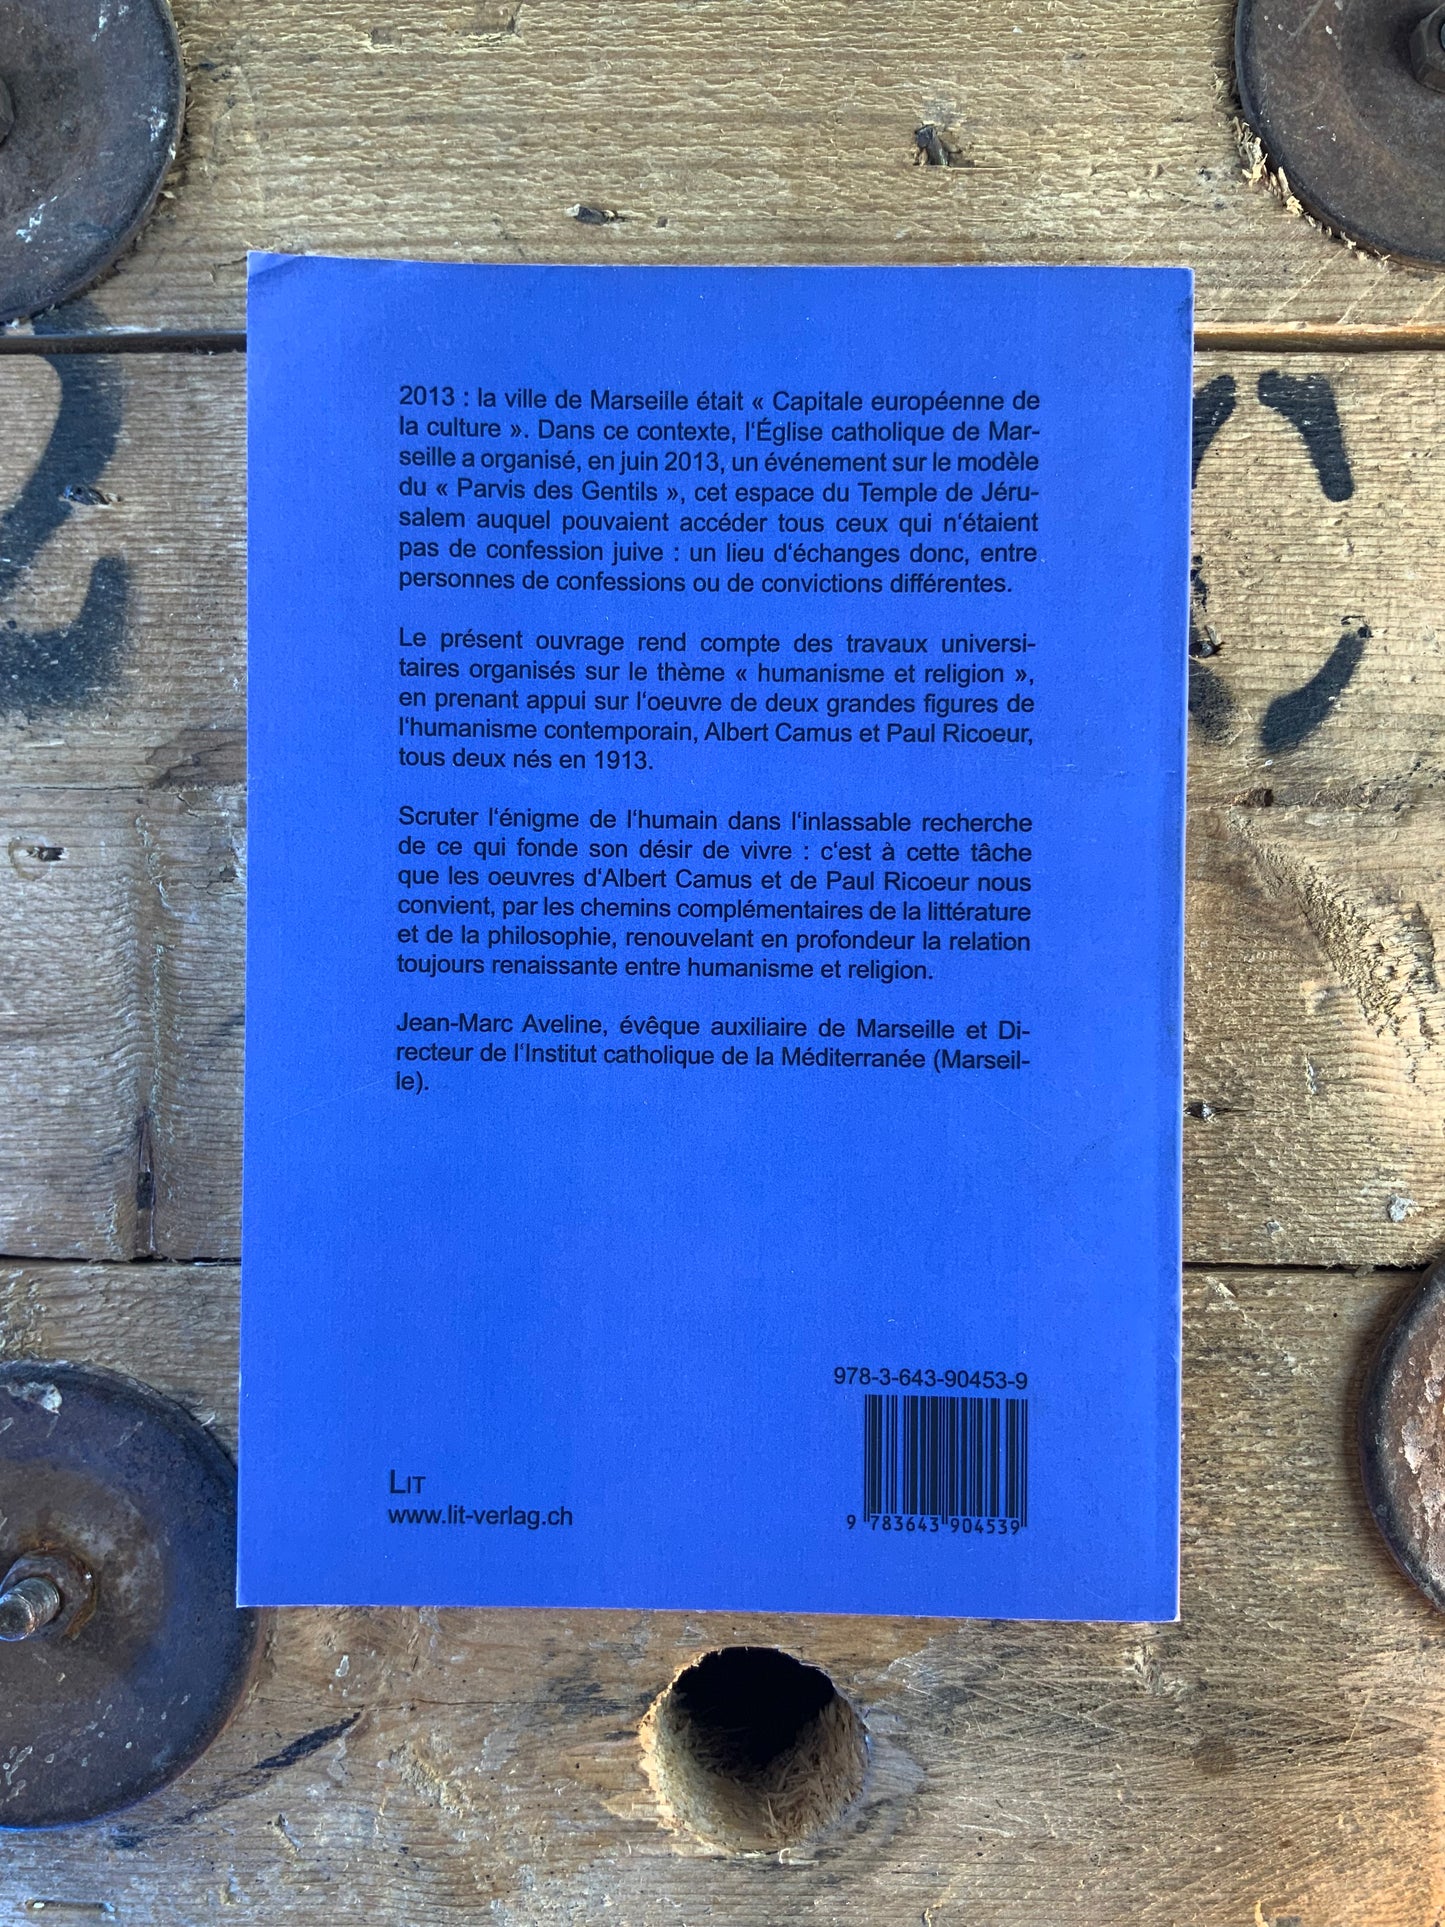 2013 : la ville de Marseille était « Capitale européenne de
la culture ». Dans ce contexte, l‘Église catholique de Mar-
seille a organisé, en juin 2013, un événement sur le modèle
du « Parvis des Gentils », cet espace du Temple de Jéru-
salem auquel pouvaient accéder tous ceux qui n‘étaient
pas de confession juive : un lieu d‘échanges donc, entre
personnes de confessions ou de convictions différentes.
Le présent ouvrage rend compte des travaux universi-
taires organisés sur le thème « humanisme et religion »,
en prenant appui sur l‘oeuvre de deux grandes figures de
l‘humanisme contemporain, Albert Camus et Paul Ricoeur,
tous deux nés en 1913.
Scruter l‘énigme de l‘humain dans l‘inlassable recherche
de ce qui fonde son désir de vivre : c‘est à cette tâche
que les oeuvres d‘Albert Camus et de Paul Ricoeur nous
convient, par les chemins complémentaires de la littérature
et de la philosophie, renouvelant en profondeur la relation
toujours renaissante entre humanisme et religion.
Jean-Marc Aveline, évêque auxiliaire de Marseille et Di-
recteur de l‘Institut catholique de la Méditerranée (Marseil-
le).
978-3-643-90453-9
9 783643 904539
LIT
www.lit-verlag.ch